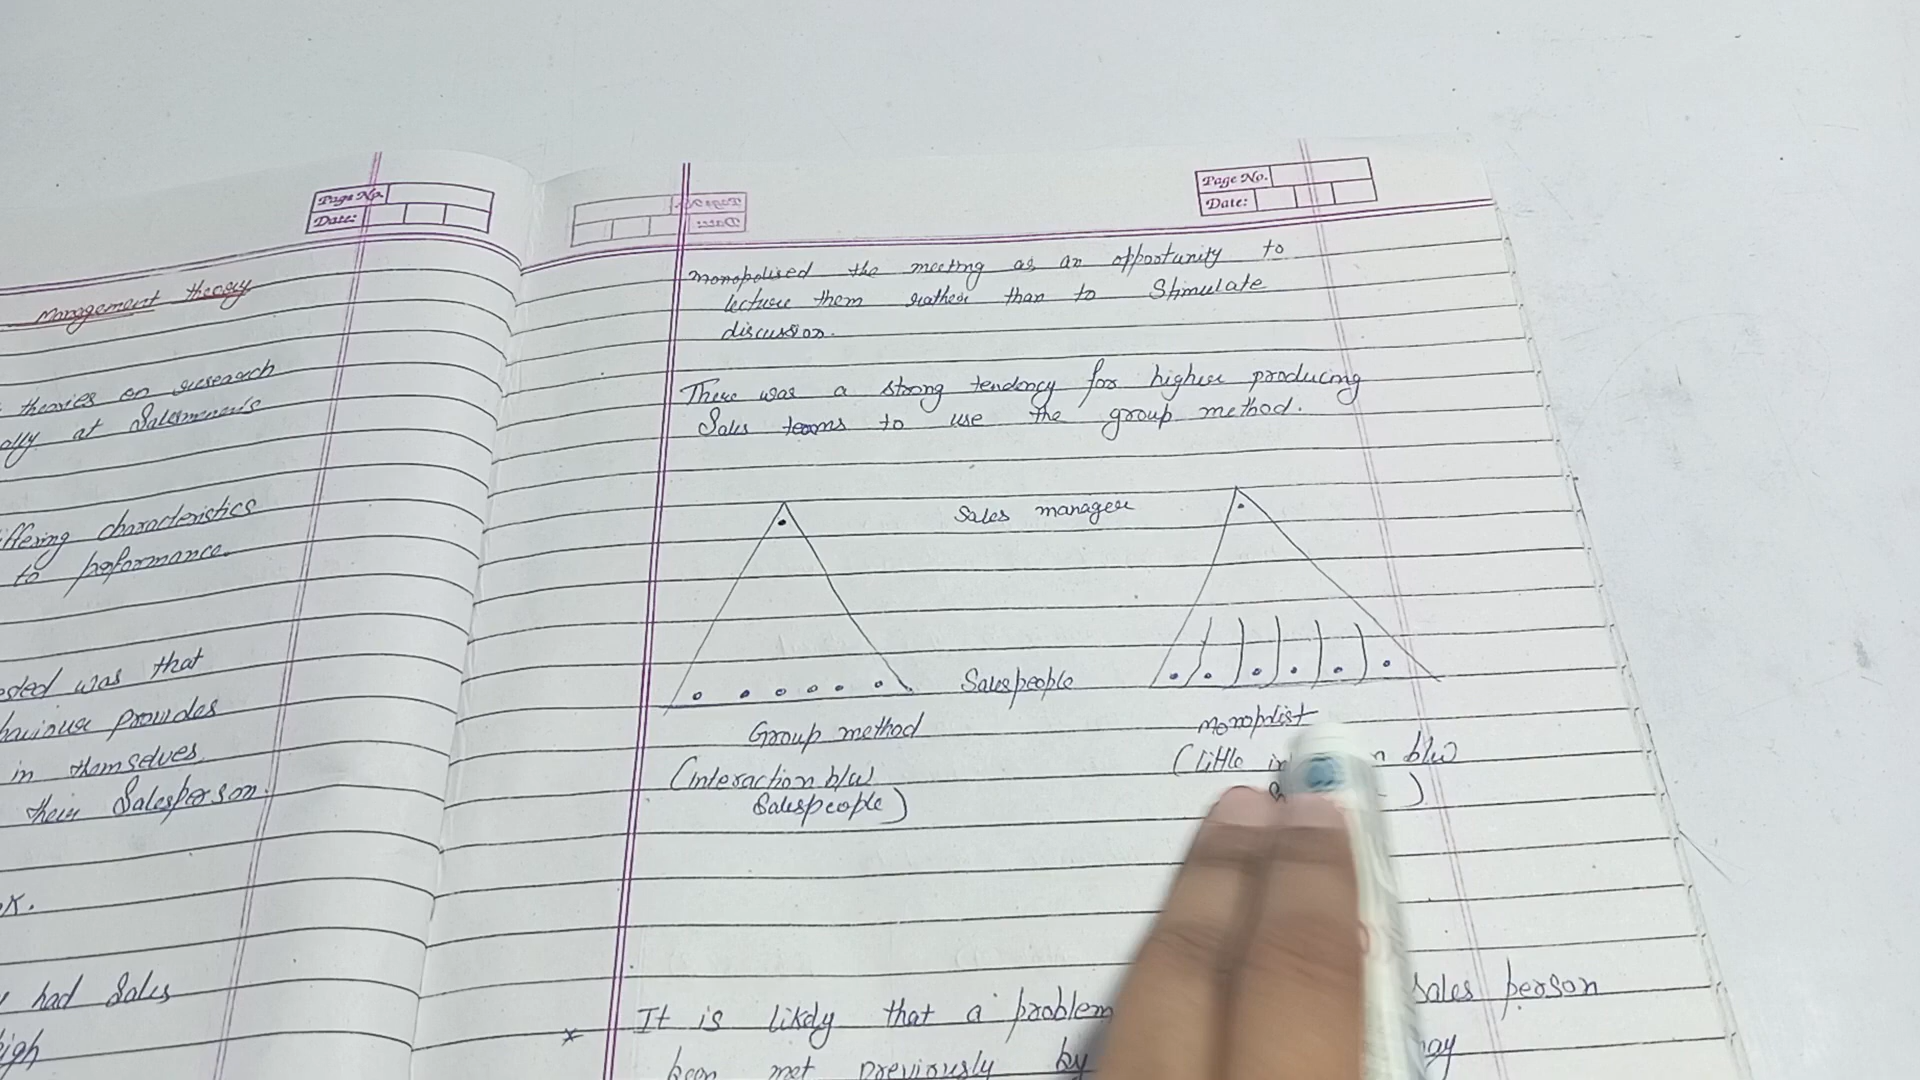 Page No.
Date:
Management theory
theories on research
at Salesmen's
characteristics
to performance.
was that
provides
in themselves
their Salesperson.
had Sales
Page No.
Date:
monopolised the meeting as an opportunity to
lecture them rather than to Stimulate
discussion.
There was a strong tendency for higher producing
Sales teams to use the group method.
Sales manager
Salespeople
Group method
(Interaction b/w
Salespeople)
monoplist
(little b/w
)
* It is likely that a problem
sales person
been met previously by